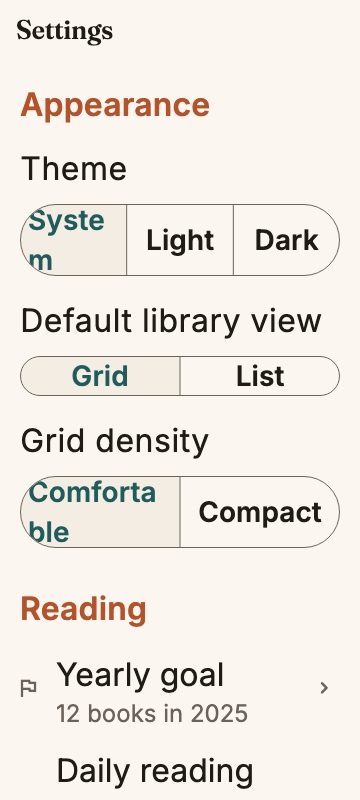 Settings
Appearance
Theme
Syste
m
Light
Dark
Default library view
Grid
List
Grid density
Comforta
ble
Compact
Reading
Yearly goal
12 books in 2025
Daily reading